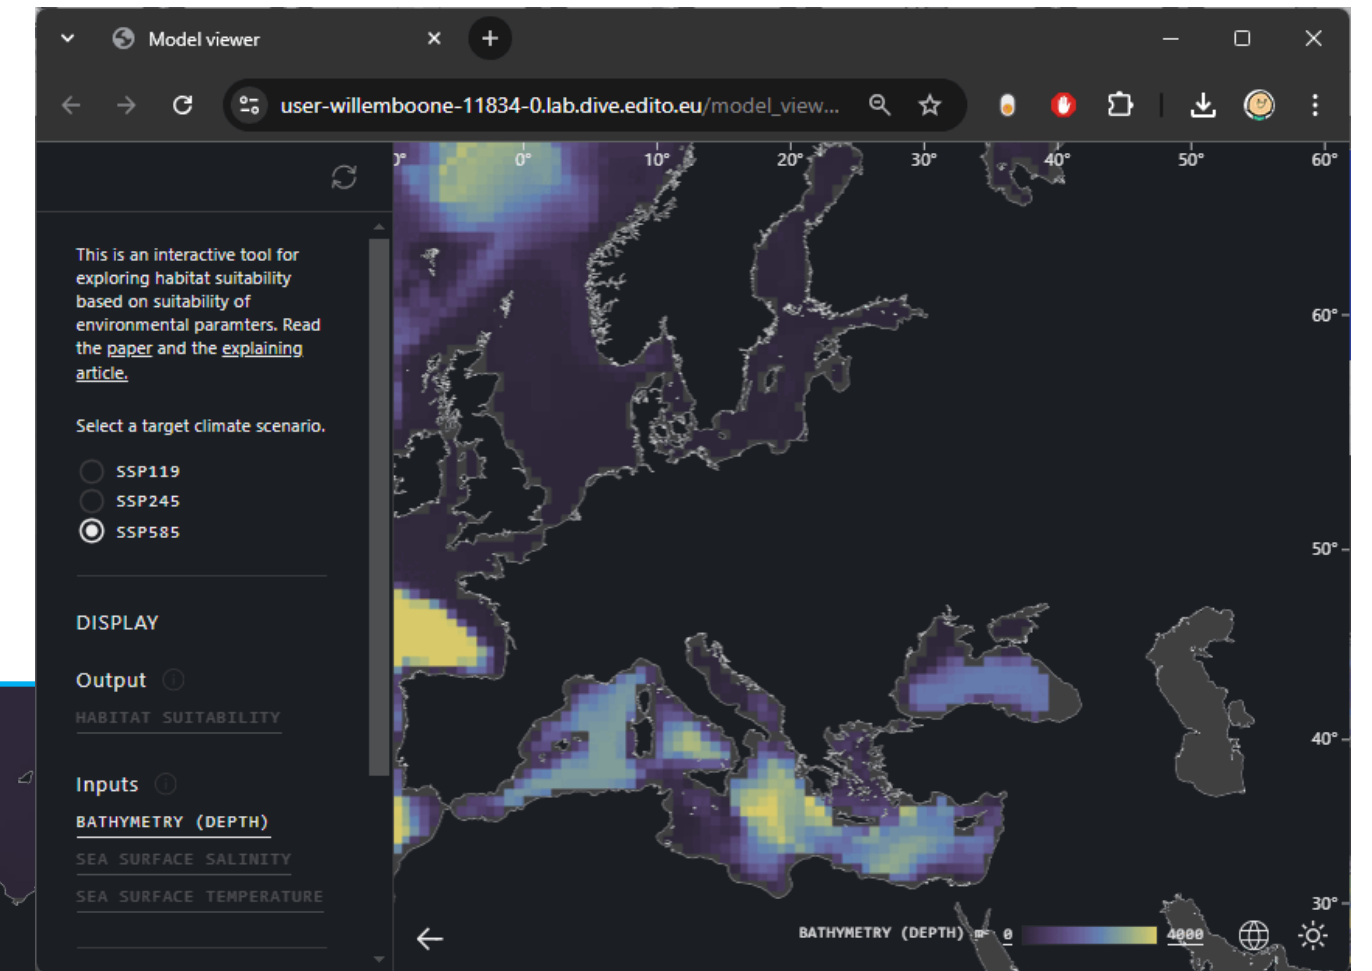 Model viewer
user-willemboone-11834-0.lab.dive.edito.eu/model_view...
This is an interactive tool for
exploring habitat suitability
based on suitability of
environmental paramters. Read
the paper and the explaining
article.
Select a target climate scenario.
SSP119
SSP245
SSP585
DISPLAY
Output
HABITAT SUITABILITY
Inputs
BATHYMETRY (DEPTH)
SEA SURFACE SALINITY
SEA SURFACE TEMPERATURE
0° 10° 20° 30° 40° 50° 60°
60°
50°
40°
30°
BATHYMETRY (DEPTH) m 0 4000